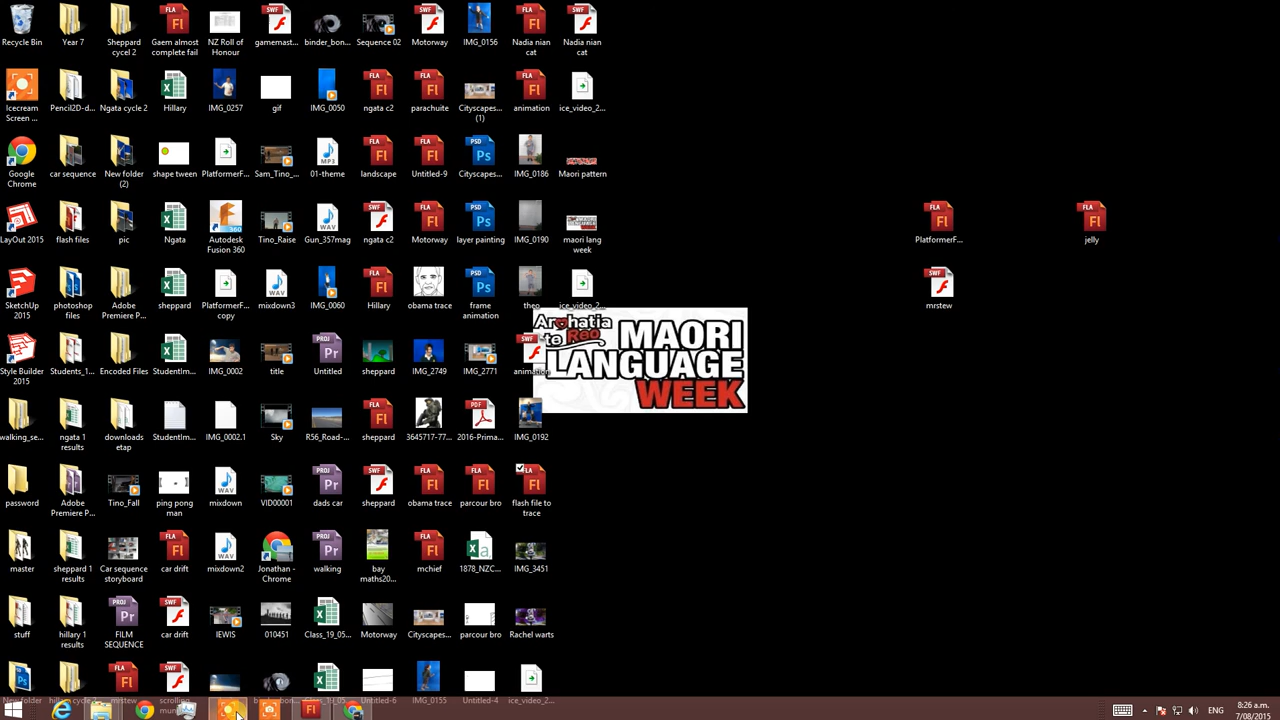 Recycle Bin
Year 7
Sheppard cycel 2
Gaem almost complete fail
NZ Roll of Honour
gamemast...
binder_bon...
Sequence 02
Motorway
IMG_0156
Nadia nian cat
Nadia nian cat
Icecream Screen ...
Pencil2D-d...
Ngata cycle 2
Hillary
IMG_0257
gif
IMG_0050
ngata c2
parachute
Cityscapes... (1)
animation
ice_video_2...
Google Chrome
car sequence
New folder (2)
shape tween
PlatformerF...
Sam_Tino_...
01-theme
landscape
Untitled-9
Cityscapes...
IMG_0186
Maori pattern
LayOut 2015
flash files
pic
Ngata
Autodesk Fusion 360
Tino_Raise
Gun_357mag
ngata c2
Motorway
layer painting
IMG_0190
maori lang week
PlatformerF...
jelly
SketchUp 2015
photoshop files
Adobe Premiere P...
sheppard
PlatformerF... copy
mixdown3
IMG_0060
Hillary
obama trace
frame animation
theo
ice_video_2...
mrstew
MAORI
LANGUAGE
WEEK
Style Builder 2015
Students_1...
Encoded Files
StudentIm...
IMG_0002
title
Untitled
sheppard
IMG_2749
IMG_2771
animation
walking_se...
ngata 1 results
downloads etap
StudentIm...
IMG_0002.1
Sky
R56_Road-...
sheppard
3645717-77...
2016-Prima...
IMG_0192
password
Adobe Premiere P...
Tino_Fall
ping pong man
mixdown
VID00001
dads car
sheppard
obama trace
parcour bro
flash file to trace
master
sheppard 1 results
Car sequence storyboard
car drift
mixdown2
Jonathan - Chrome
walking
bay maths20...
mchief
1878_NZC...
IMG_3451
stuff
hillary 1 results
FILM SEQUENCE
car drift
IEWIS
010451
Class_19_05...
Motorway
Cityscapes...
parcour bro
Rachel warts
New folder
mrstew
scrolling
Untitled-6
IMG_0155
Untitled-4
ice_video_2...
ENG
8:26 a.m.
7/08/2015